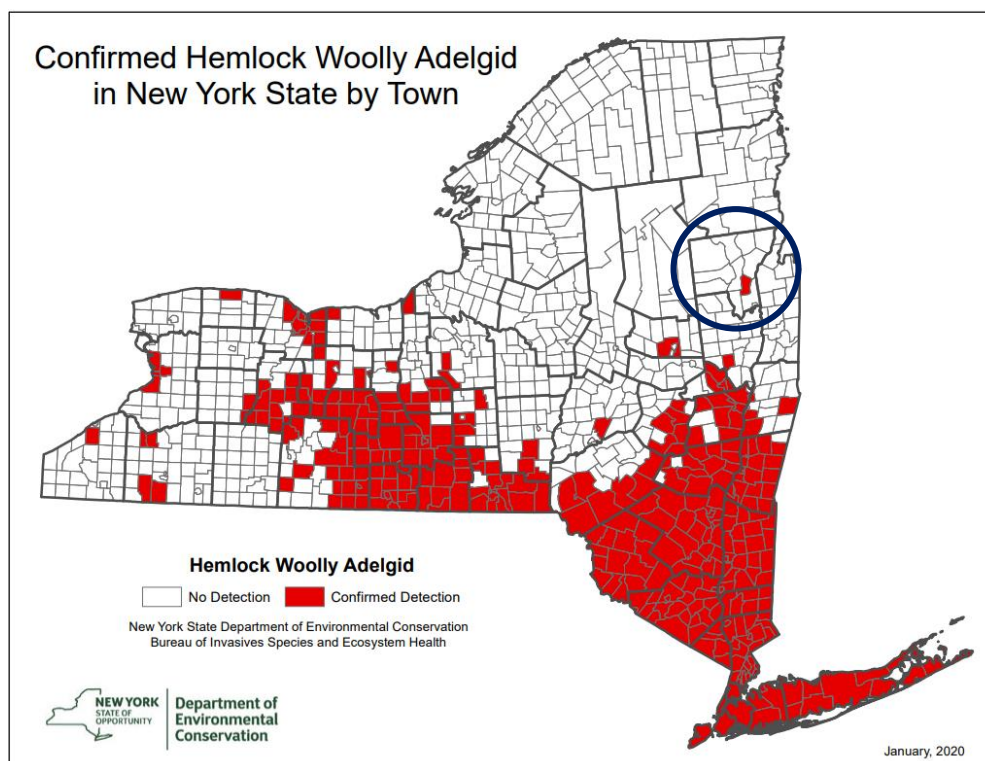 Confirmed Hemlock Woolly Adelgid
in New York State by Town
Hemlock Woolly Adelgid
No Detection
Confirmed Detection
New York State Department of Environmental Conservation
Bureau of Invasives Species and Ecosystem Health
NEW YORK
STATE OF
OPPORTUNITY
Department of
Environmental
Conservation
January, 2020